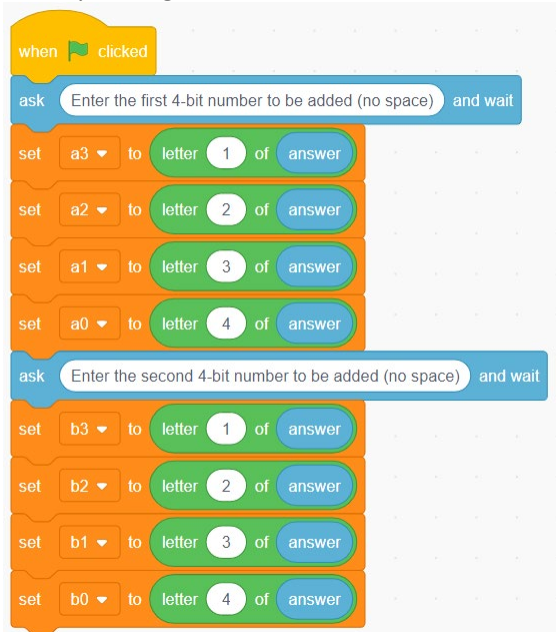 when clicked
ask Enter the first 4-bit number to be added (no space) and wait
set a3 to letter 1 of answer
set a2 to letter 2 of answer
set a1 to letter 3 of answer
set a0 to letter 4 of answer
ask Enter the second 4-bit number to be added (no space) and wait
set b3 to letter 1 of answer
set b2 to letter 2 of answer
set b1 to letter 3 of answer
set b0 to letter 4 of answer